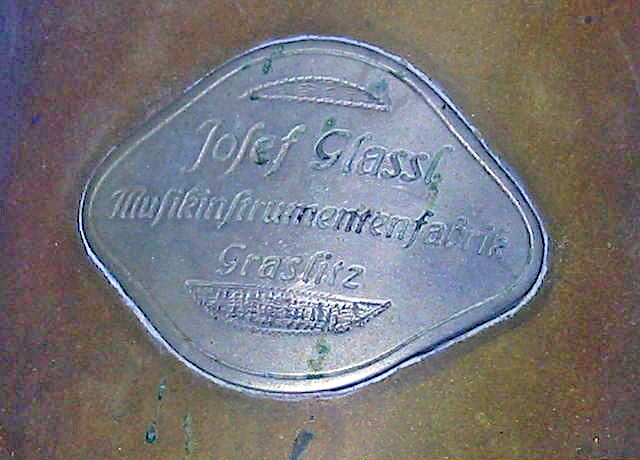 Josef Glassl
Musikinstrumentenfabrik
Graslitz